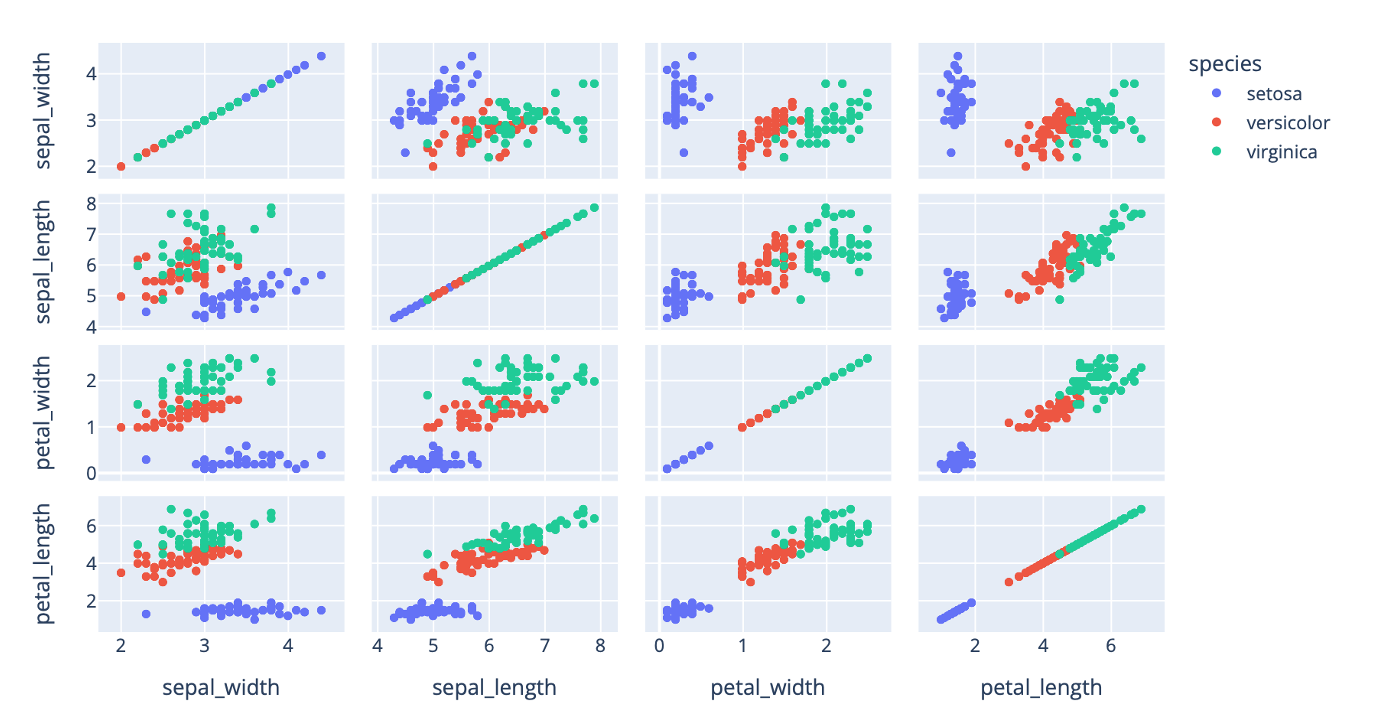 sepal_width
4
3
2
species
setosa
versicolor
virginica
sepal_length
8
7
6
5
4
petal_width
2
1
0
petal_length
6
4
2
2 3 4 4 5 6 7 8 0 1 2 2 4 6
sepal_width sepal_length petal_width petal_length